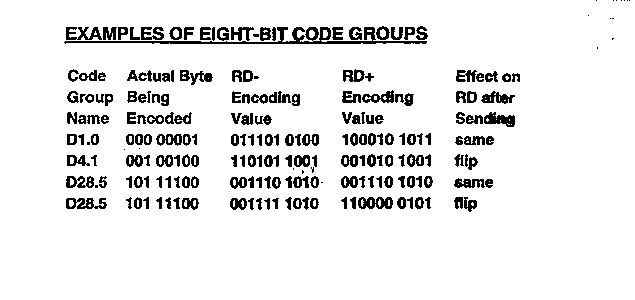 EXAMPLES OF EIGHT-BIT CODE GROUPS
Code Actual Byte RD- RD+ Effect on
Group Being Encoding Encoding RD after
Name Encoded Value Value Sending
D1.0 000 00001 011101 0100 100010 1011 same
D4.1 001 00100 110101 1001 001010 1001 flip
D28.5 101 11100 001110 1010 001110 1010 same
D28.5 101 11100 001111 1010 110000 0101 flip